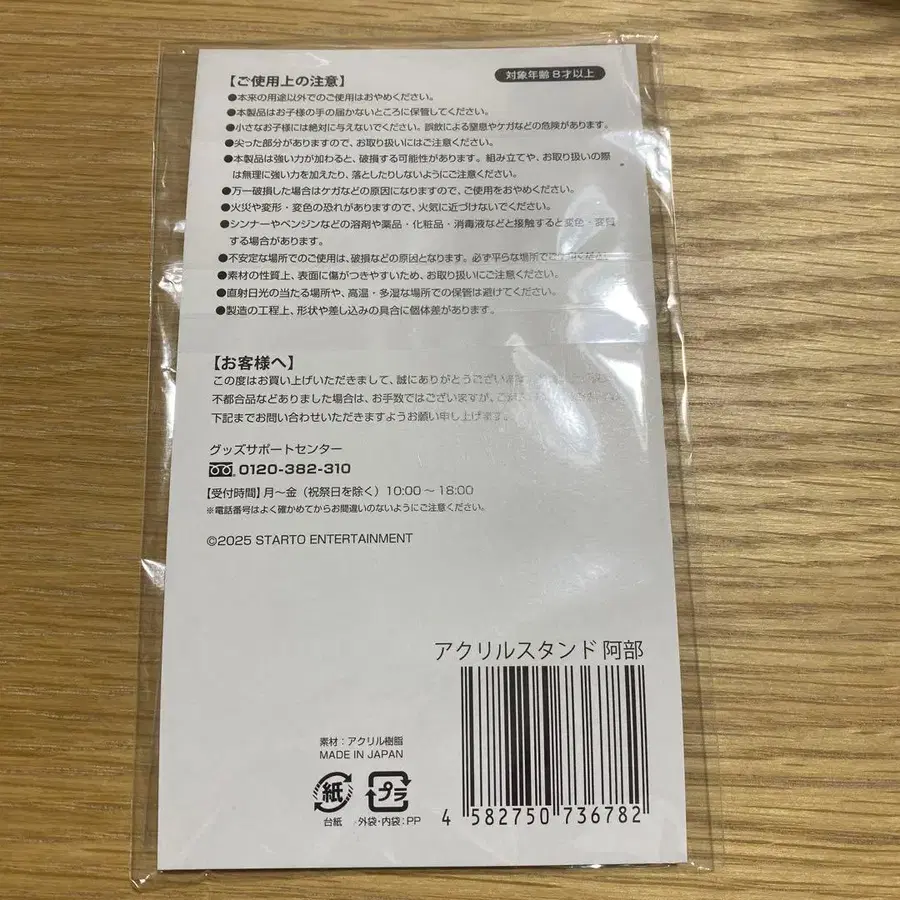 【ご使用上の注意】
対象年齢8才以上
●本来の用途以外でのご使用はおやめください。
●本製品はお子様の手の届かないところに保管してください。
●小さなお子様には絶対に与えないでください。誤飲による窒息やケガなどの危険があります。
●尖った部分がありますので、お取り扱いにはご注意ください。
●本製品は強い力が加わると、破損する可能性があります。組み立てや、お取り扱いの際
は無理に強い力を加えたり、落としたりしないようにご注意ください。
●万一破損した場合はケガなどの原因になりますので、ご使用をおやめください。
●火災や変形・変色の恐れがありますので、火気に近づけないでください。
●シンナーやベンジンなどの溶剤や薬品・化粧品・消毒液などと接触すると変色・変質
する場合があります。
●不安定な場所でのご使用は、破損などの原因となります。必ず平らな場所でご使用ください。
●素材の性質上、表面に傷がつきやすいため、お取り扱いにご注意ください。
●直射日光の当たる場所や、高温・多湿な場所での保管は避けてください。
●製造の工程上、形状や差し込みの具合に個体差があります。
【お客様へ】
この度はお買い上げいただきまして、誠にありがとうございます。
不都合品などありました場合は、お手数ではございますが、
下記までお問い合わせいただきますようお願い申し上げます。
グッズサポートセンター
0120-382-310
【受付時間】月〜金（祝祭日を除く）10:00〜18:00
※電話番号はよく確かめてからお間違いのないようにご注意ください。
©2025 STARTO ENTERTAINMENT
アクリルスタンド 阿部
素材：アクリル樹脂
MADE IN JAPAN
紙
プラ
台紙
外袋・内袋：PP
4 582750 736782